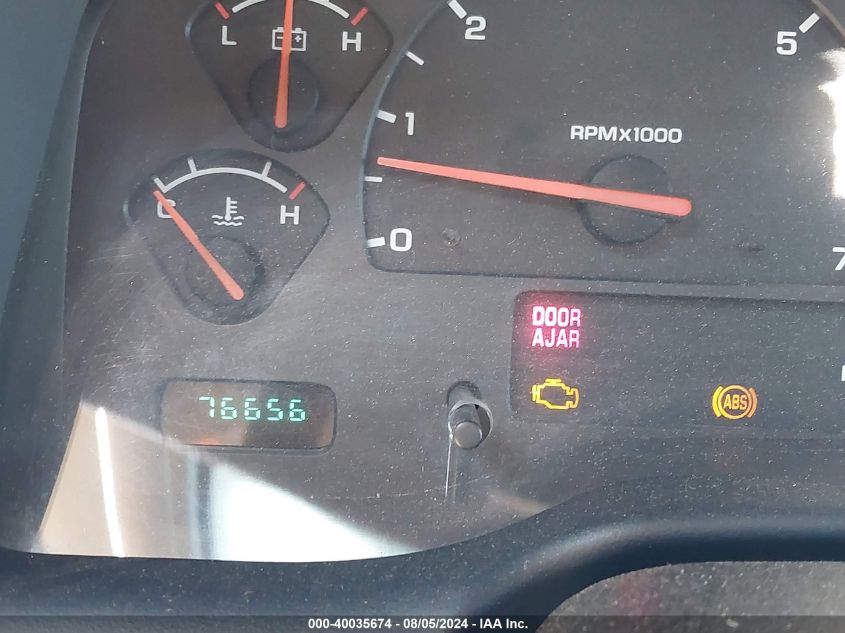 L H
2
5
1
RPMX1000
C H
0
7
DOOR
AJAR
76656
ABS
000-40035674 - 08/05/2024 - IAA Inc.